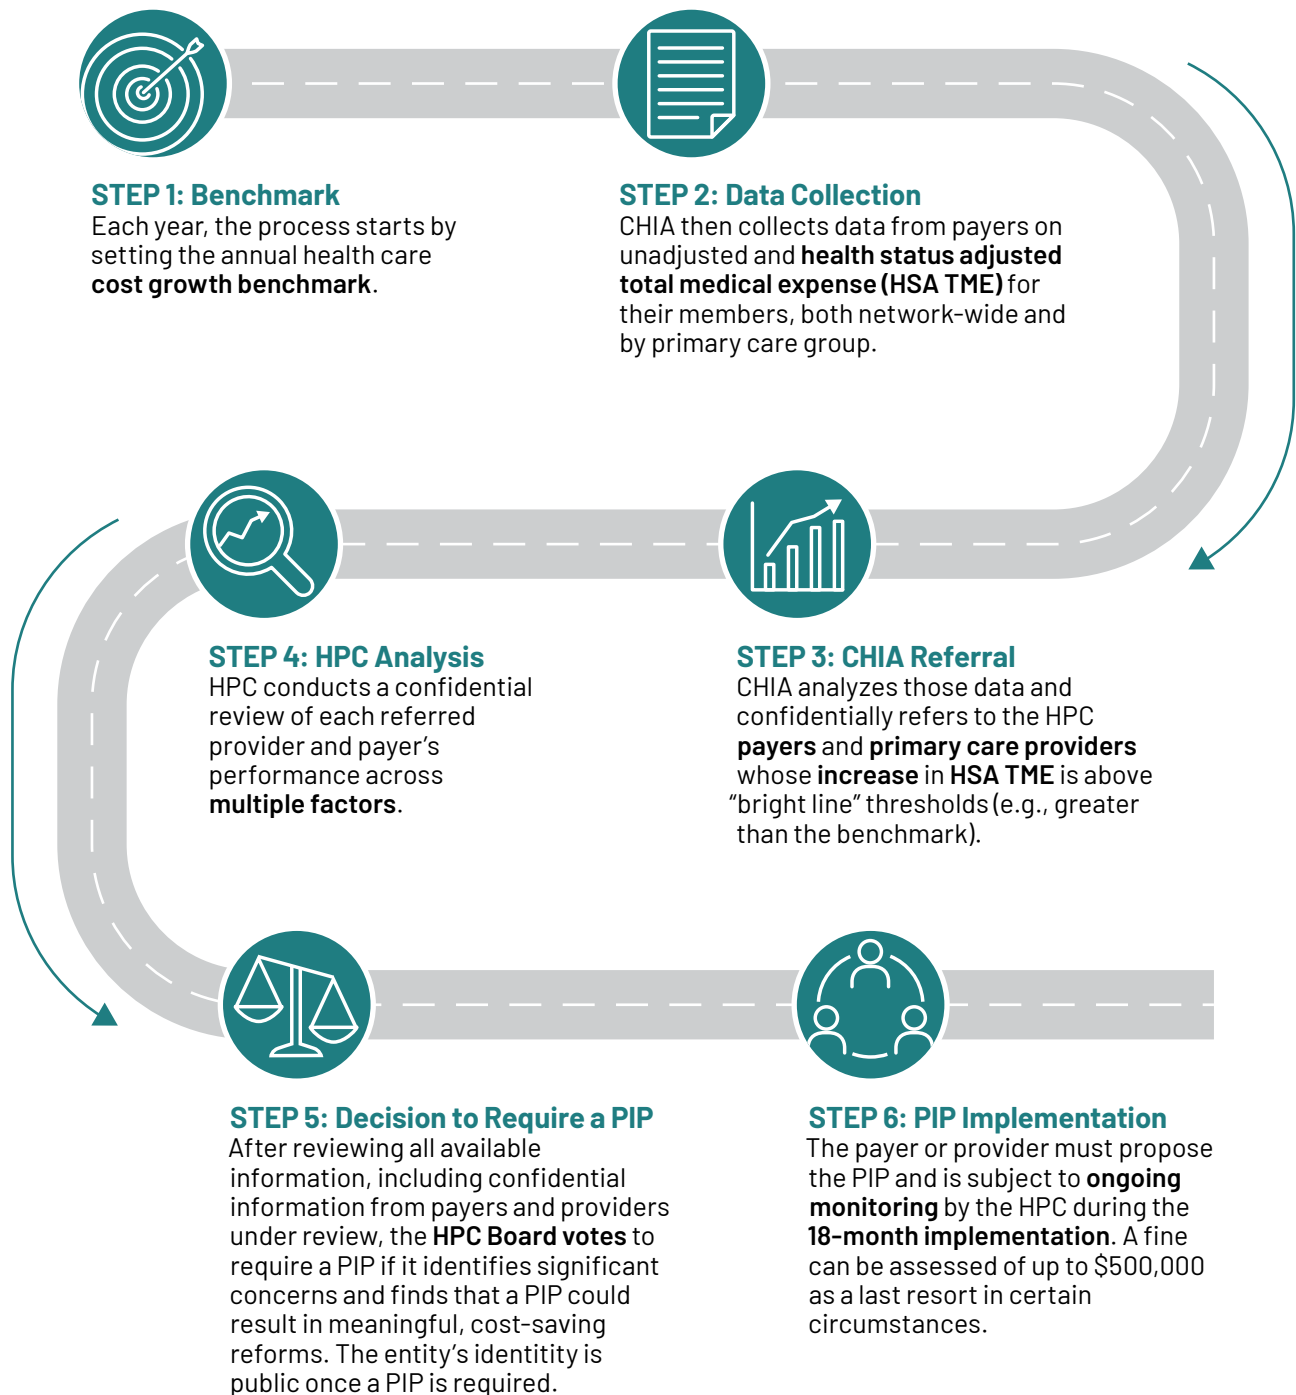 STEP 1: Benchmark
Each year, the process starts by
setting the annual health care
cost growth benchmark.
STEP 2: Data Collection
CHIA then collects data from payers on
unadjusted and health status adjusted
total medical expense (HSA TME) for
their members, both network-wide and
by primary care group.
STEP 3: CHIA Referral
CHIA analyzes those data and
confidentially refers to the HPC
payers and primary care providers
whose increase in HSA TME is above
“bright line” thresholds (e.g., greater
than the benchmark).
STEP 4: HPC Analysis
HPC conducts a confidential
review of each referred
provider and payer’s
performance across
multiple factors.
STEP 5: Decision to Require a PIP
After reviewing all available
information, including confidential
information from payers and providers
under review, the HPC Board votes to
require a PIP if it identifies significant
concerns and finds that a PIP could
result in meaningful, cost-saving
reforms. The entity’s identitity is
public once a PIP is required.
STEP 6: PIP Implementation
The payer or provider must propose
the PIP and is subject to ongoing
monitoring by the HPC during the
18-month implementation. A fine
can be assessed of up to $500,000
as a last resort in certain
circumstances.